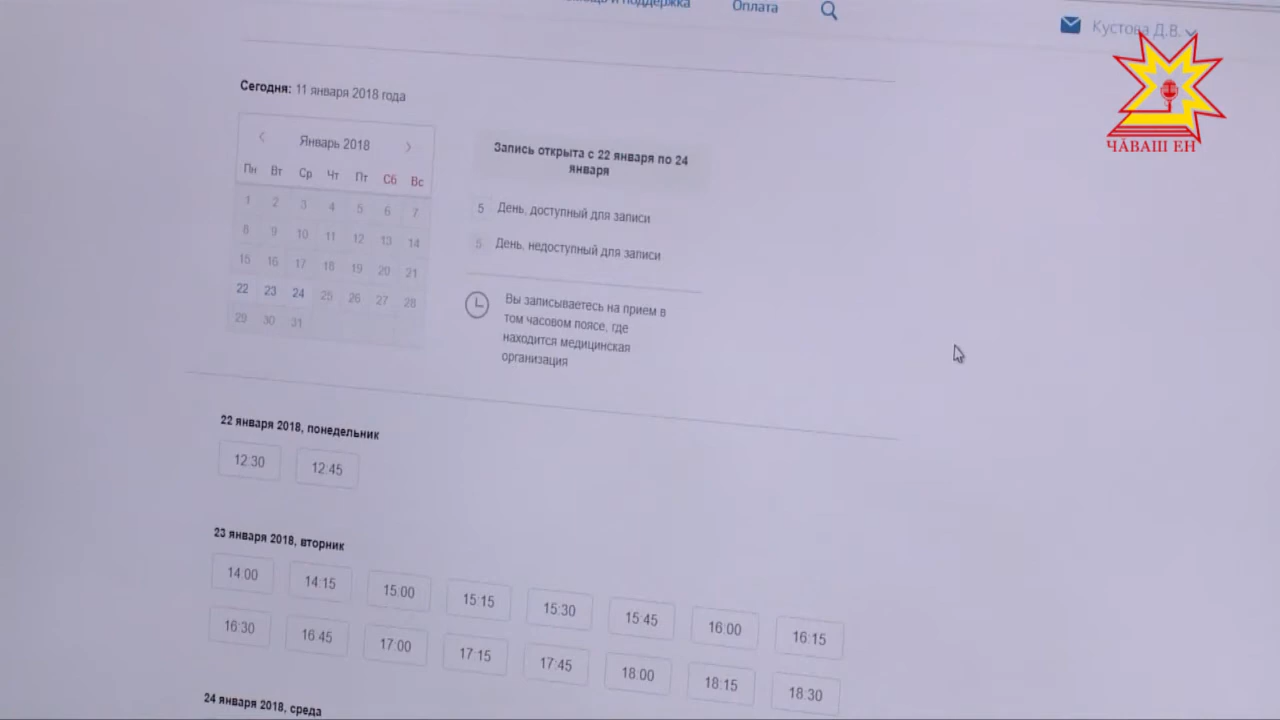 и поддержка
Оплата
Кустова Д.В.
ЧӐВАШ ЕН
Сегодня: 11 января 2018 года
Январь 2018
Пн Вт Ср Чт Пт Сб Вс
1 2 3 4 5 6 7
8 9 10 11 12 13 14
15 16 17 18 19 20 21
22 23 24 25 26 27 28
29 30 31
Запись открыта с 22 января по 24
января
5 День, доступный для записи
5 День, недоступный для записи
Вы записываетесь на прием в
том часовом поясе, где
находится медицинская
организация
22 января 2018, понедельник
12:30 12:45
23 января 2018, вторник
14:00 14:15 15:00 15:15 15:30 15:45 16:00 16:15
16:30 16:45 17:00 17:15 17:45 18:00 18:15 18:30
24 января 2018, среда